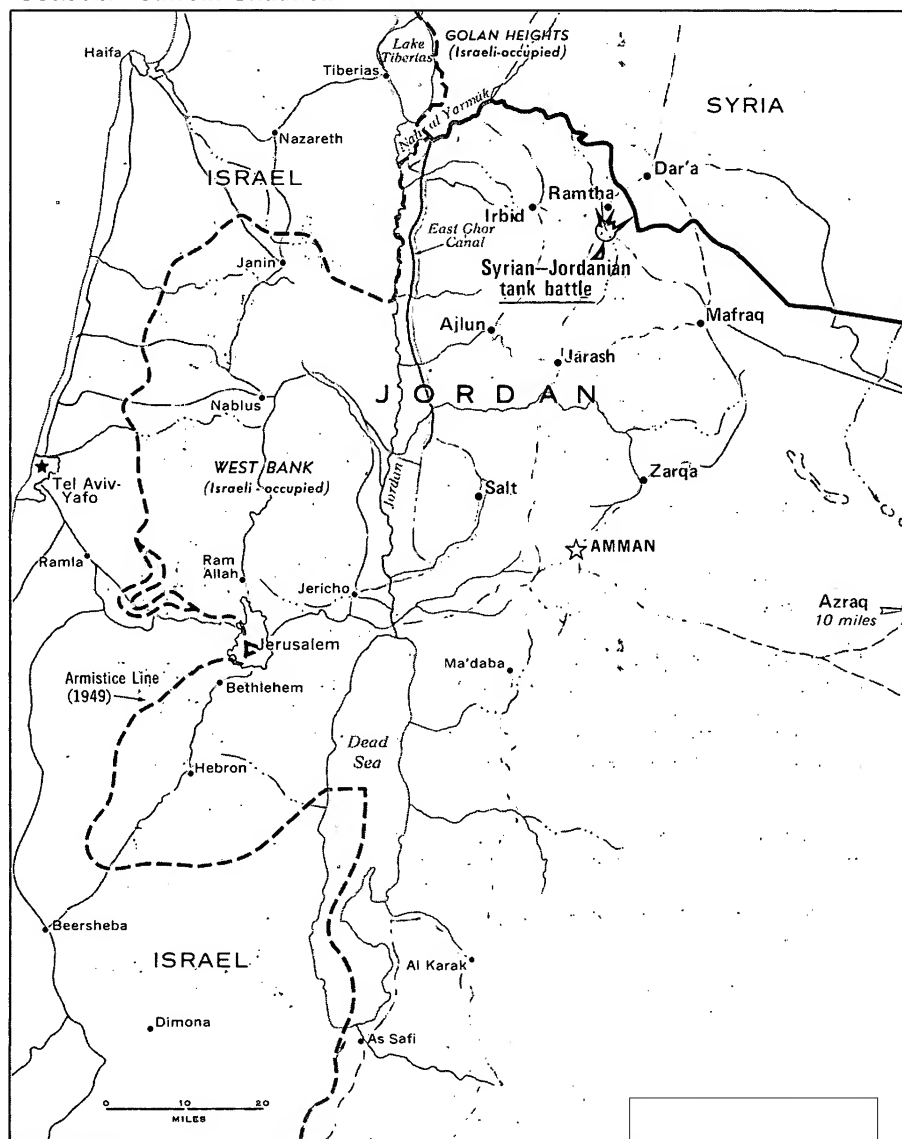 GOLAN HEIGHTS
(Israeli-occupied)
Lake
Tiberias
Haifa
Tiberias
Nahr al Yarmūk
SYRIA
Nazareth
ISRAEL
Dar'a
Ramtha
Irbid
East Ghor
Canal
Janin
Syrian–Jordanian
tank battle
Ajlun
Mafraq
Jarash
JORDAN
Nablus
WEST BANK
(Israeli-occupied)
Jordan
Tel Aviv-
Yafo
Zarqa
Salt
Ramla
Ram
Allah
AMMAN
Jericho
Azraq
10 miles
Jerusalem
Armistice Line
(1949)
Ma'daba
Bethlehem
Dead
Sea
Hebron
Beersheba
ISRAEL
Al Karak
Dimona
As Safi
0 10 20
MILES